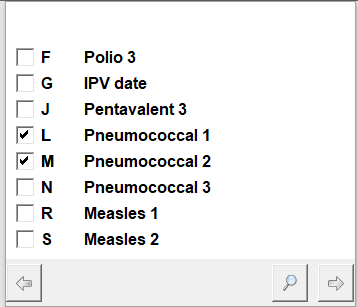 F Polio 3
G IPV date
J Pentavalent 3
L Pneumococcal 1
M Pneumococcal 2
N Pneumococcal 3
R Measles 1
S Measles 2